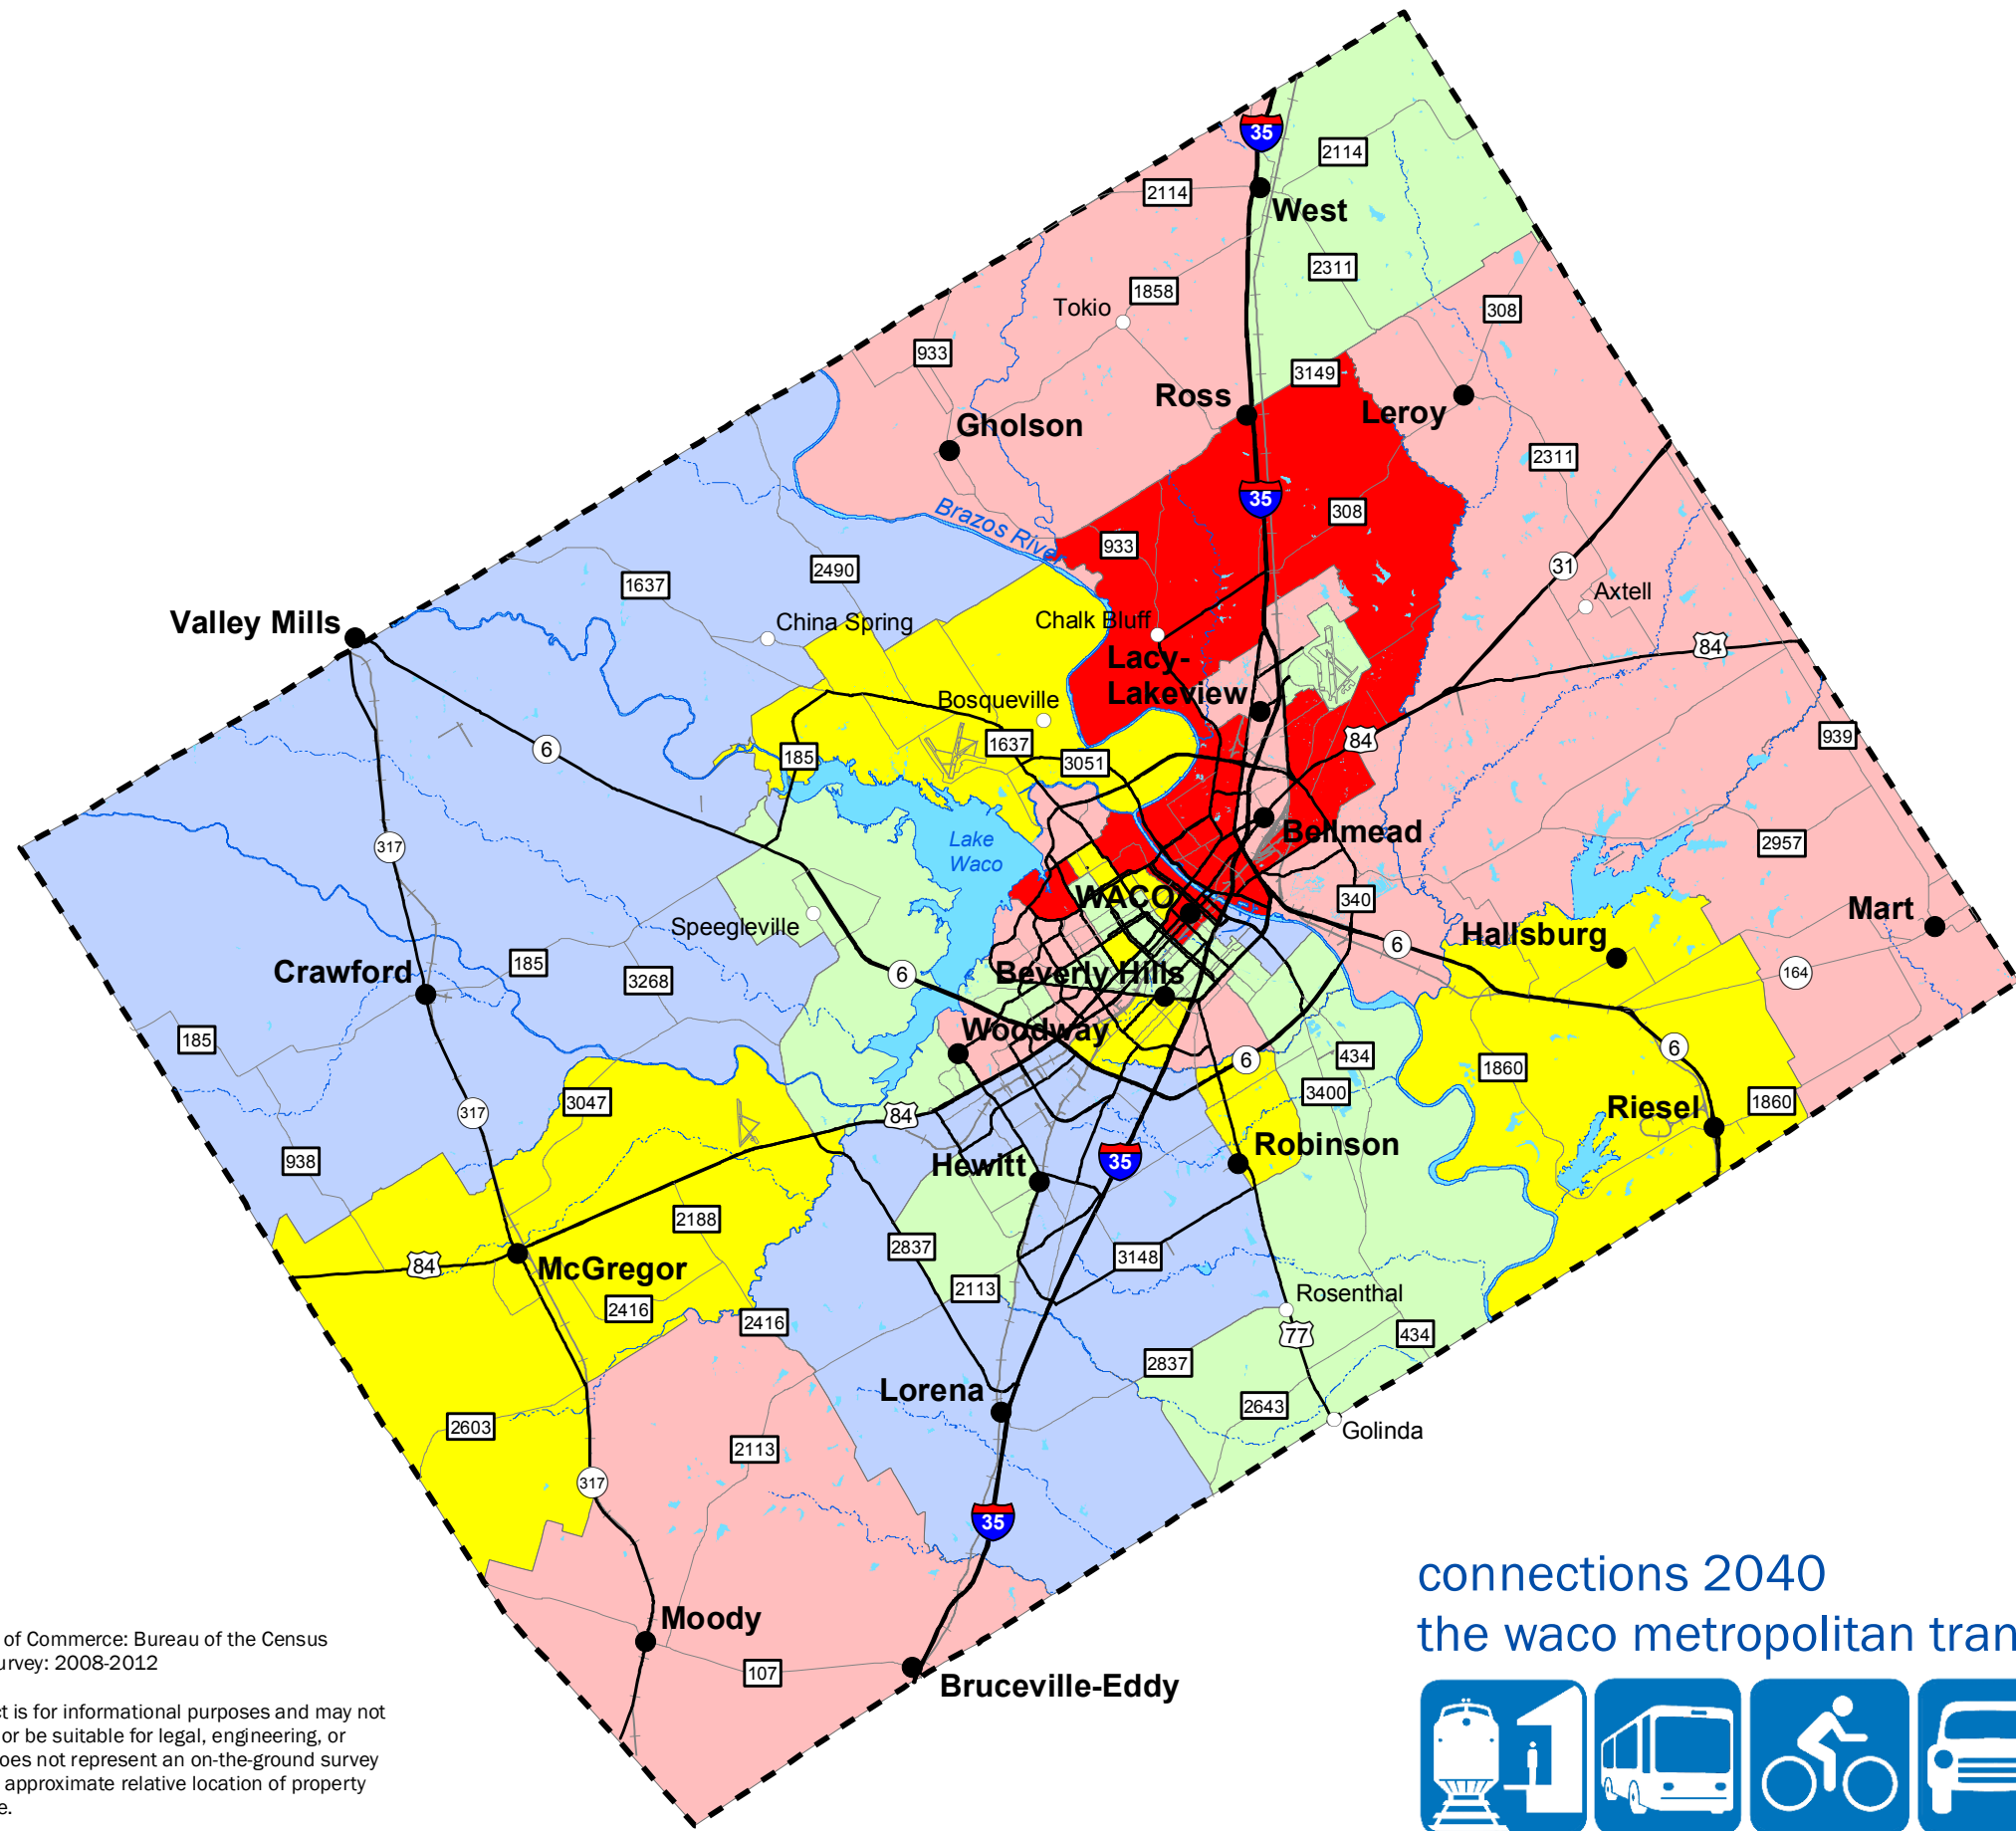 35
2114
2114
West
2311
1858
Tokio
308
933
3149
Ross
Leroy
Gholson
2311
35
308
Brazos River
933
31
2490
1637
Axtell
Valley Mills
China Spring
Chalk Bluff
84
Lacy-
Lakeview
Bosqueville
6
185
1637
3051
84
939
317
Lake
Waco
Bellmead
2957
WACO
340
Mart
Speegleville
Hallsburg
6
Crawford
185
3268
6
Beverly Hills
164
185
Woodway
6
434
6
1860
3047
3400
317
84
Riesel
1860
938
Hewitt
35
Robinson
2188
2837
3148
84
McGregor
2113
Rosenthal
2416
2416
77
434
2837
Lorena
2643
2603
Golinda
2113
317
35
connections 2040
Moody
the waco metropolitan tran
107
Bruceville-Eddy
of Commerce: Bureau of the Census
urvey: 2008-2012
ct is for informational purposes and may not
or be suitable for legal, engineering, or
oes not represent an on-the-ground survey
approximate relative location of property
e.